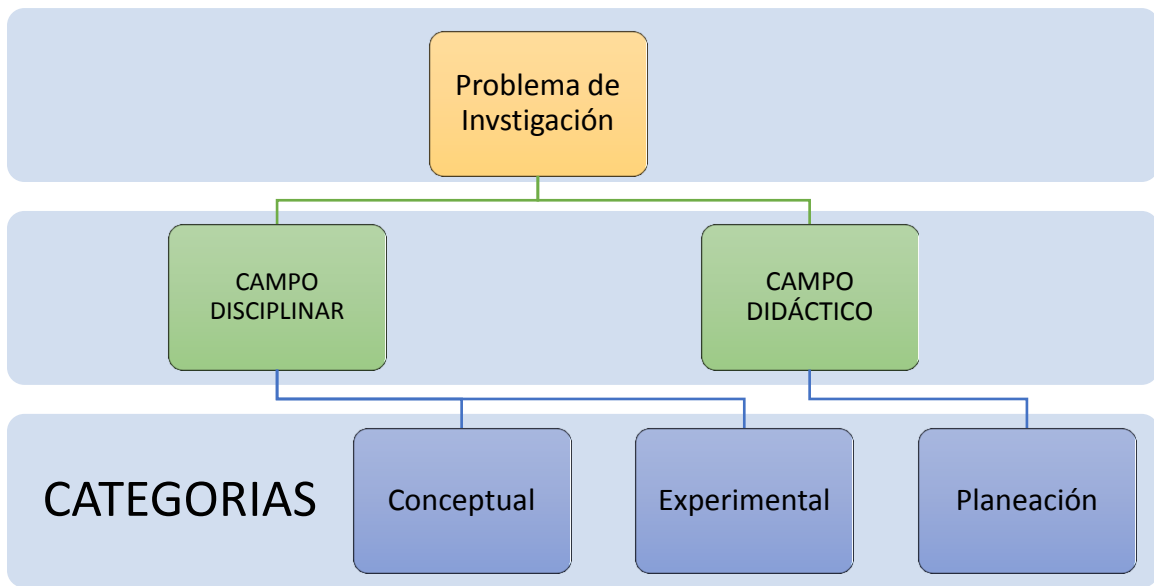 Problema de
Invstigación
CAMPO
DISCIPLINAR
CAMPO
DIDÁCTICO
CATEGORIAS
Conceptual
Experimental
Planeación